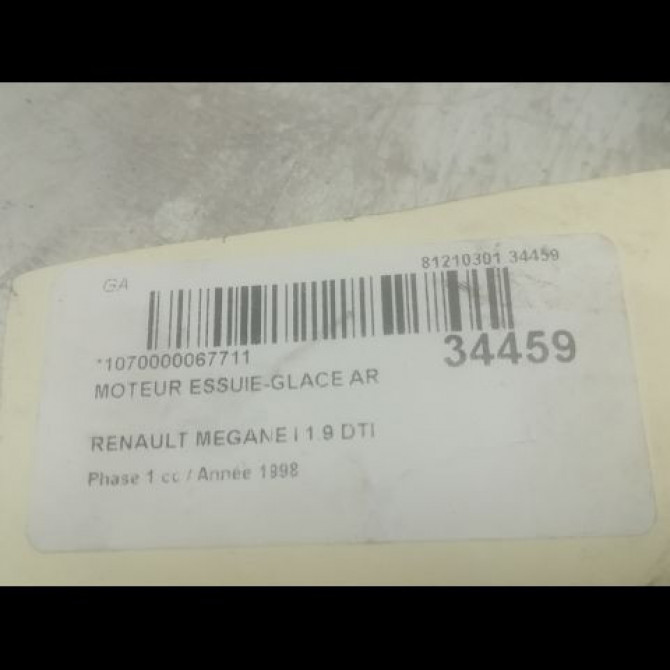 GA
81210301 34459
*1070000067711
34459
MOTEUR ESSUIE-GLACE AR
RENAULT MEGANE I 1.9 DTI
Phase 1 cc / Année 1998